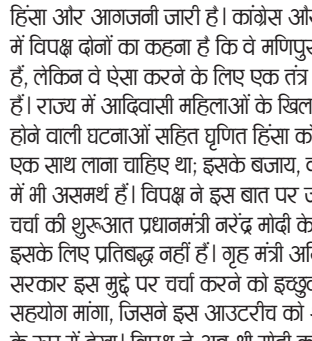 हिंसा और आगजनी जारी है। कांग्रेस औ
में विपक्ष दोनों का कहना है कि वे मणिपु
हैं, लेकिन वे ऐसा करने के लिए एक तंत्र
हैं। राज्य में आदिवासी महिलाओं के खिल
होने वाली घटनाओं सहित घृणित हिंसा क
एक साथ लाना चाहिए था; इसके बजाय,
में भी असमर्थ हैं। विपक्ष ने इस बात पर
चर्चा की शुरूआत प्रधानमंत्री नरेंद्र मोदी के
इसके लिए प्रतिबद्ध नहीं हैं। गृह मंत्री अ
सरकार इस मुद्दे पर चर्चा करने को इच्छु
सहयोग मांगा, जिसने इस आउटरीच को